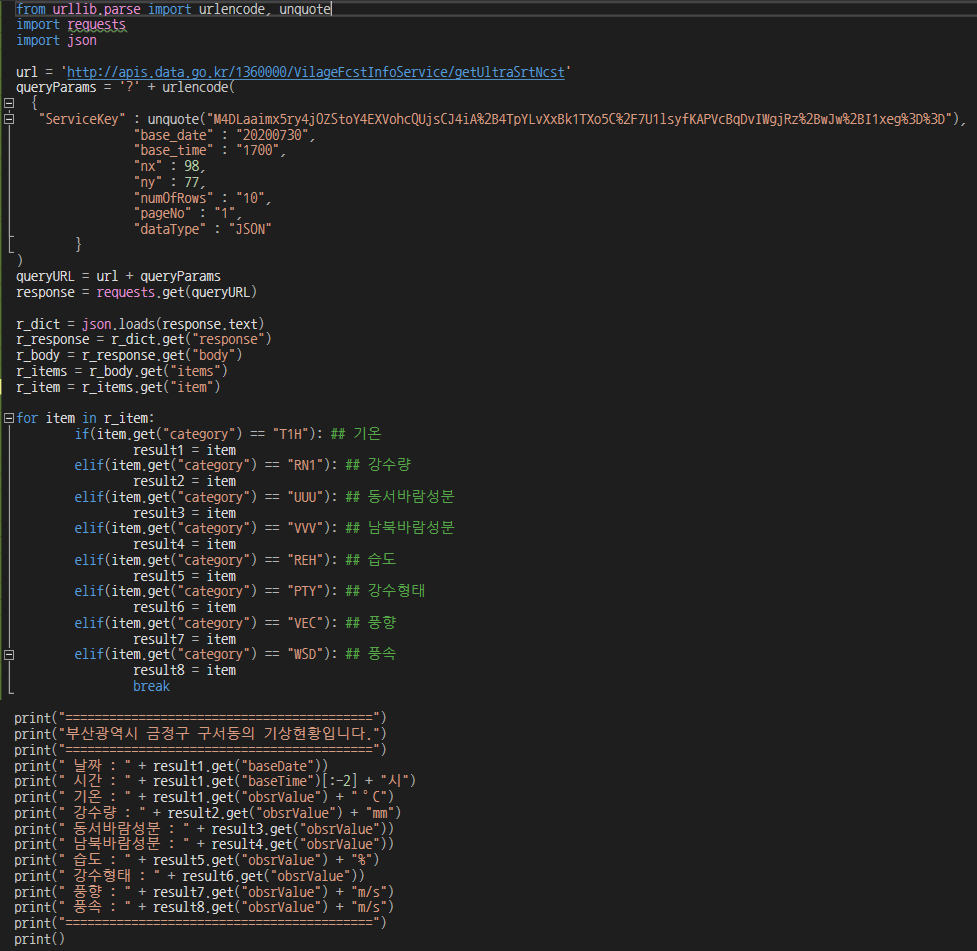 from urllib.parse import urlencode, unquote
import requests
import json
url = 'http://apis.data.go.kr/1360000/VilageFcstInfoService/getUltraSrtNcst'
queryParams = '?' + urlencode(
{
"ServiceKey" : unquote("M4DLaaimx5ry4jOZStoY4EXVohcQUjsCJ4iA%2B4TpYLvXxBk1TXo5C%2F7U1lsyfKAPVcBqDvIWgjRz%2BwJw%2BI1xeg%3D%3D"),
"base_date" : "20200730",
"base_time" : "1700",
"nx" : 98,
"ny" : 77,
"numOfRows" : "10",
"pageNo" : "1",
"dataType" : "JSON"
}
)
queryURL = url + queryParams
response = requests.get(queryURL)
r_dict = json.loads(response.text)
r_response = r_dict.get("response")
r_body = r_response.get("body")
r_items = r_body.get("items")
r_item = r_items.get("item")
for item in r_item:
if(item.get("category") == "T1H"): ## 기온
result1 = item
elif(item.get("category") == "RN1"): ## 강수량
result2 = item
elif(item.get("category") == "UUU"): ## 동서바람성분
result3 = item
elif(item.get("category") == "VVV"): ## 남북바람성분
result4 = item
elif(item.get("category") == "REH"): ## 습도
result5 = item
elif(item.get("category") == "PTY"): ## 강수형태
result6 = item
elif(item.get("category") == "VEC"): ## 풍향
result7 = item
elif(item.get("category") == "WSD"): ## 풍속
result8 = item
break
print("==========================================")
print("부산광역시 금정구 구서동의 기상현황입니다.")
print("==========================================")
print(" 날짜 : " + result1.get("baseDate"))
print(" 시간 : " + result1.get("baseTime")[:-2] + "시")
print(" 기온 : " + result1.get("obsrValue") + "°C")
print(" 강수량 : " + result2.get("obsrValue") + "mm")
print(" 동서바람성분 : " + result3.get("obsrValue"))
print(" 남북바람성분 : " + result4.get("obsrValue"))
print(" 습도 : " + result5.get("obsrValue") + "%")
print(" 강수형태 : " + result6.get("obsrValue"))
print(" 풍향 : " + result7.get("obsrValue") + "m/s")
print(" 풍속 : " + result8.get("obsrValue") + "m/s")
print("==========================================")
print()